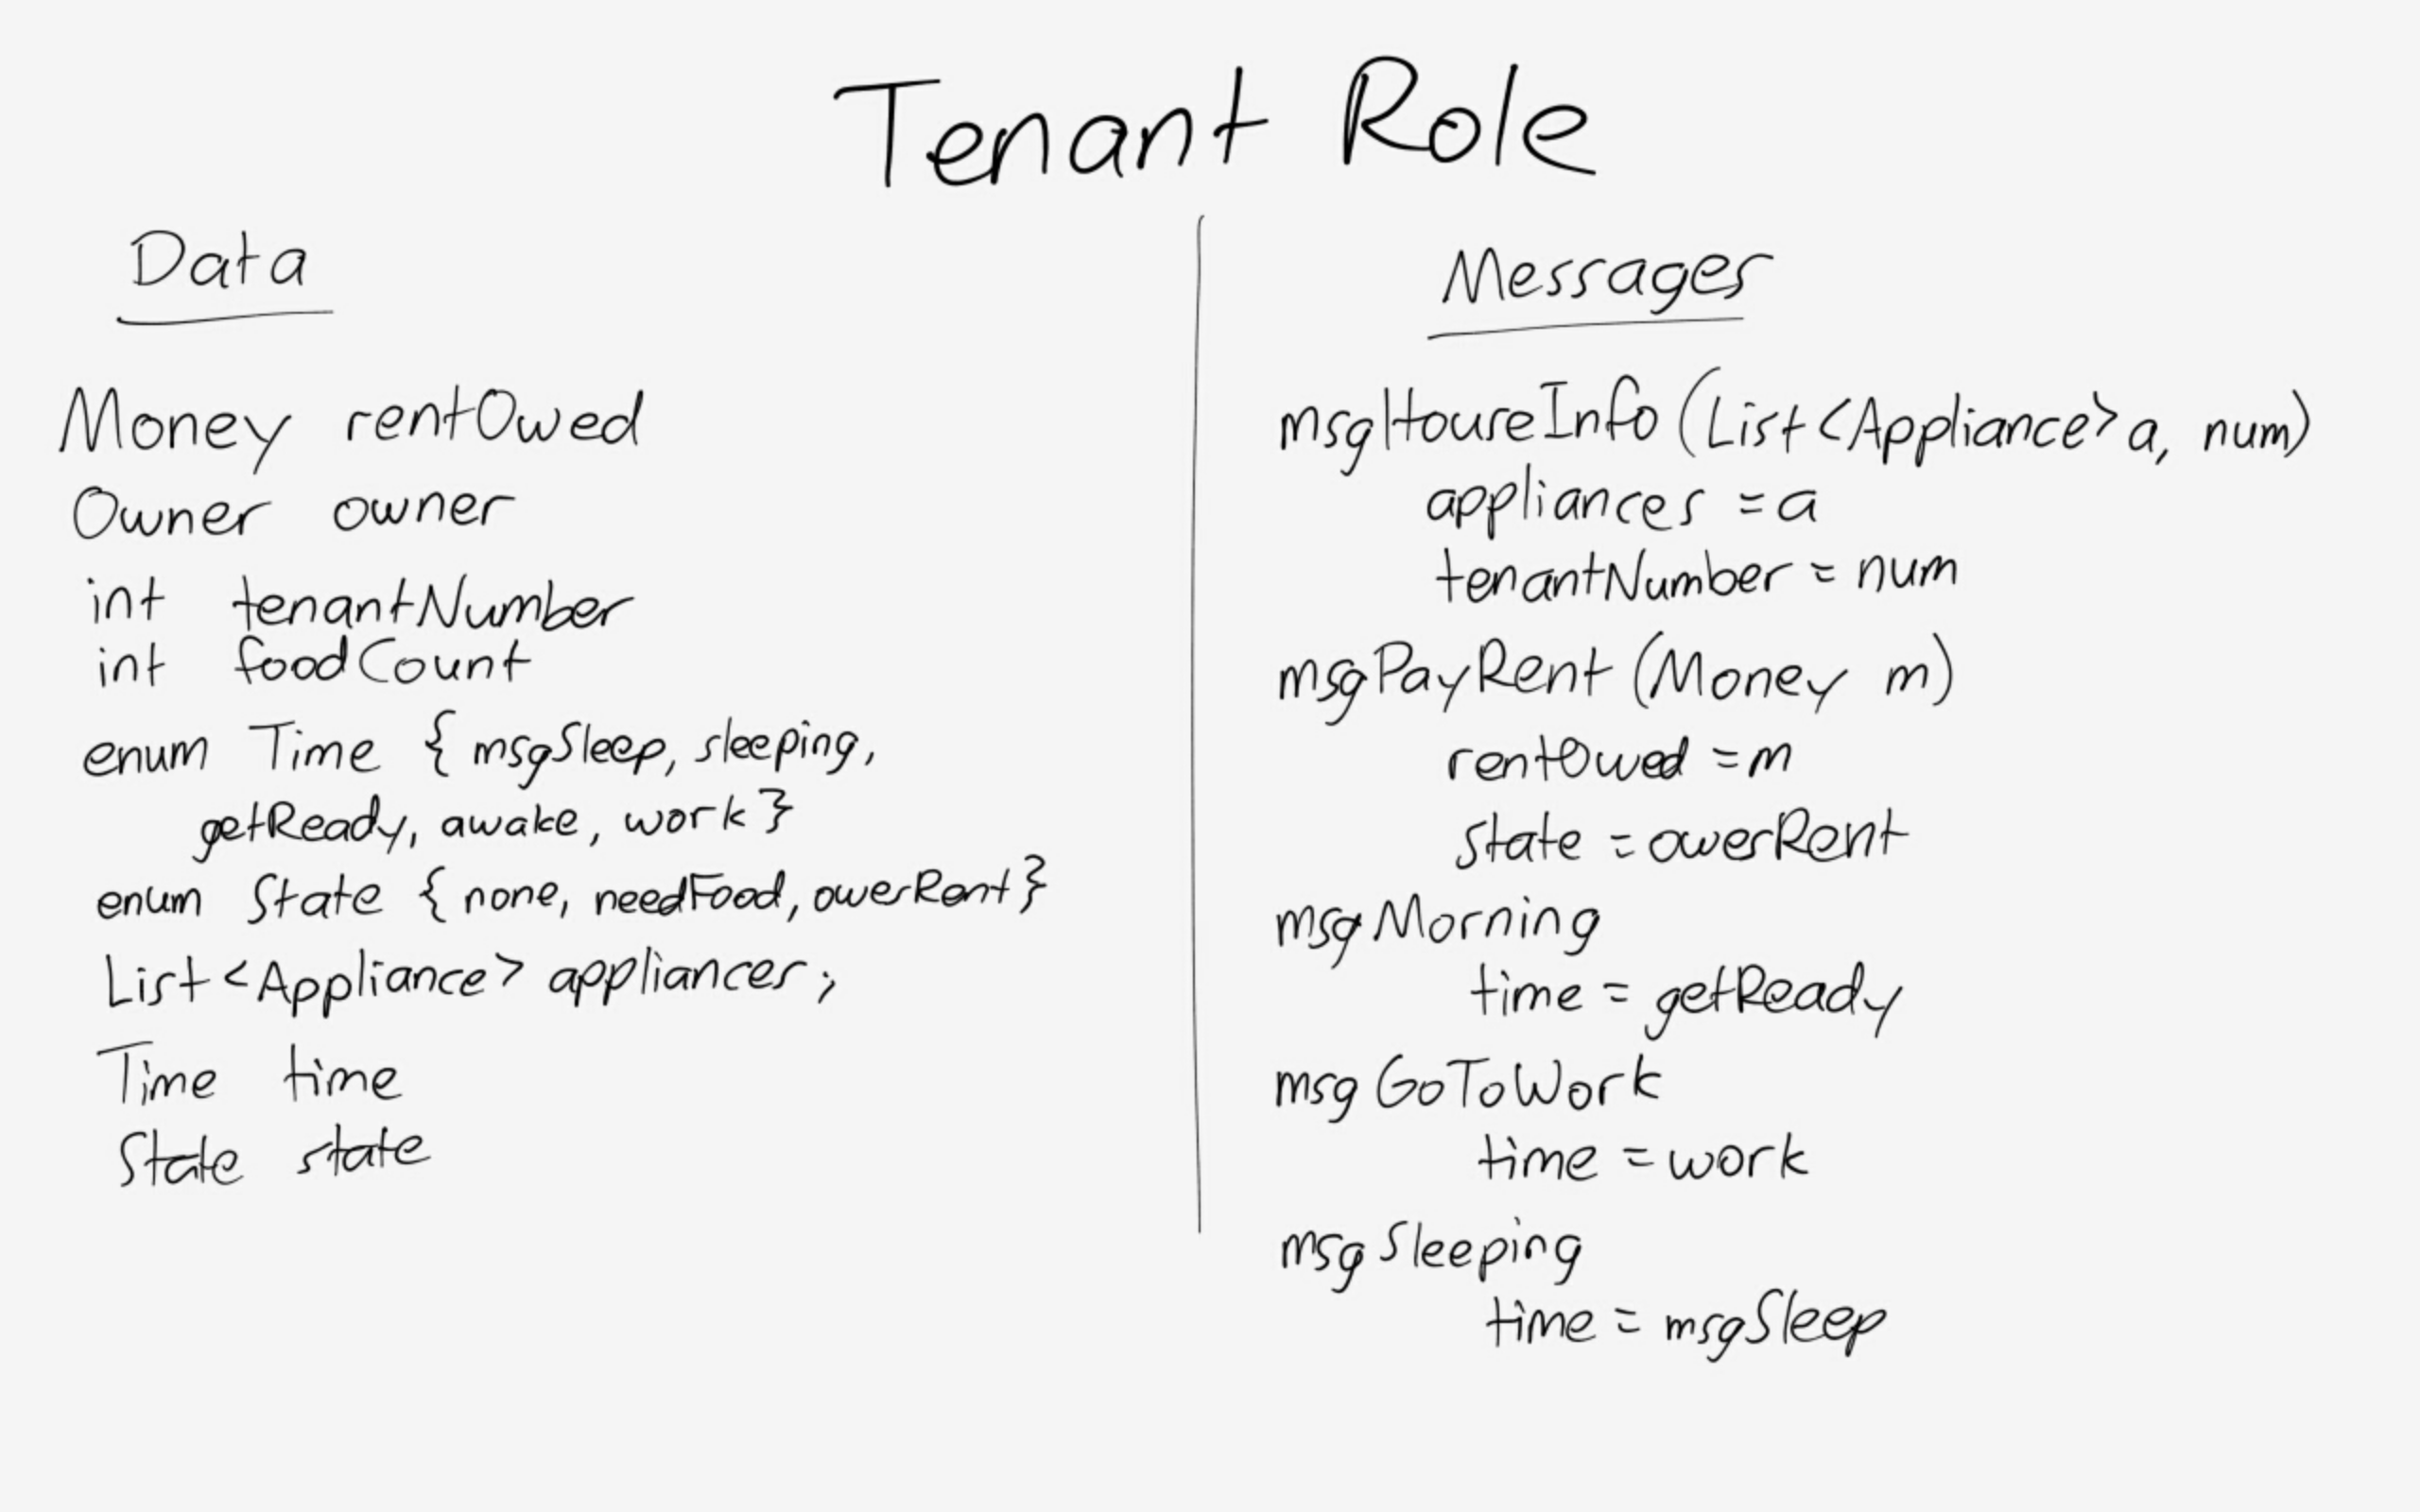 Tenant Role
Data
Money rentOwed
Owner owner
int tenantNumber
int foodCount
enum Time { msgSleep, sleeping,
getReady, awake, work }
enum State { none, needFood, owesRent }
List <Appliance> appliances;
Time time
State state
Messages
msgHouseInfo (List <Appliance> a, num)
appliances = a
tenantNumber = num
msgPayRent (Money m)
rentOwed = m
state = owesRent
msgMorning
time = getReady
msgGoToWork
time = work
msgSleeping
time = msgSleep